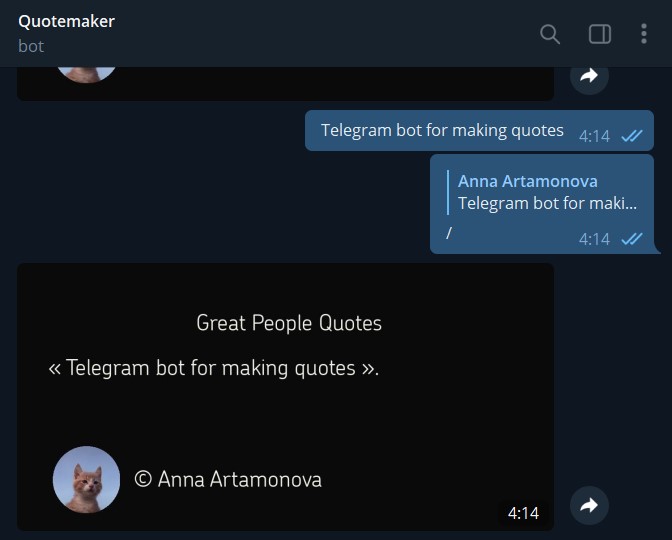 Quotemaker
bot
Telegram bot for making quotes 4:14
Anna Artamonova
Telegram bot for maki...
/ 4:14
Great People Quotes
« Telegram bot for making quotes ».
© Anna Artamonova
4:14